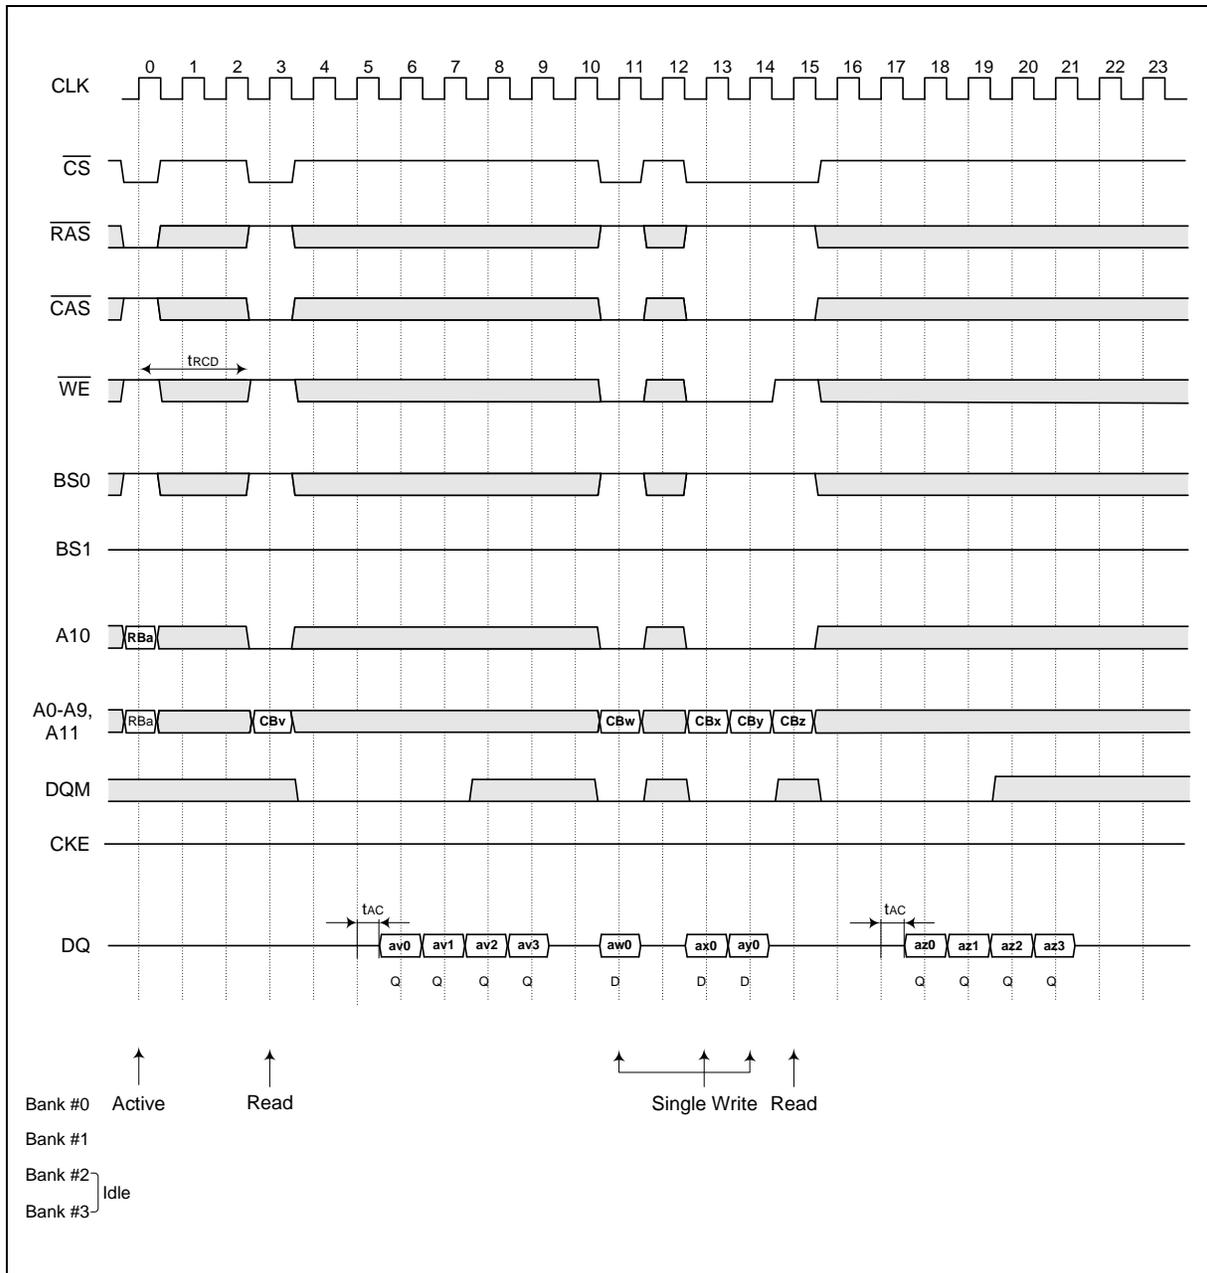 0 1 2 3 4 5 6 7 8 9 10 11 12 13 14 15 16 17 18 19 20 21 22 23
CLK
CS
RAS
CAS
tRCD
WE
BS0
BS1
A10 RBa
A0-A9,
A11 RBa CBv CBw CBx CBy CBz
DQM
CKE
tAC tAC
DQ av0 av1 av2 av3 aw0 ax0 ay0 az0 az1 az2 az3
Q Q Q Q D D D Q Q Q Q
Bank #0 Active Read Single Write Read
Bank #1
Bank #2
Idle
Bank #3